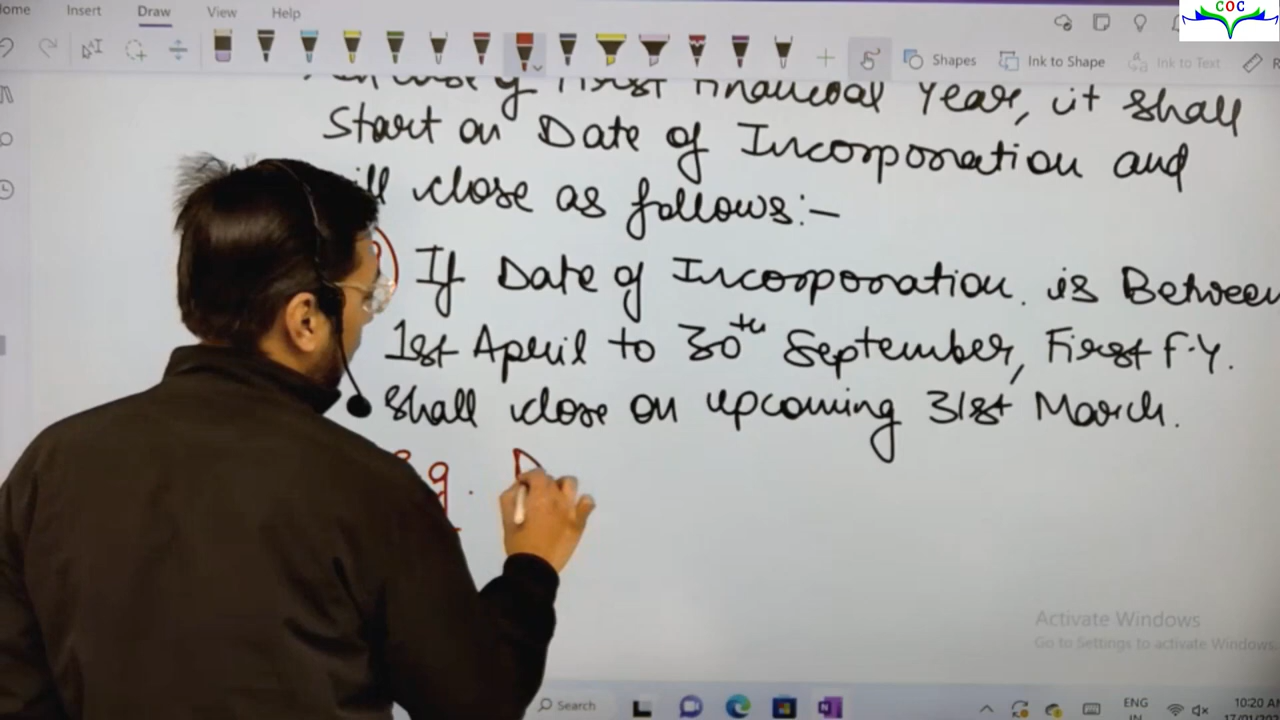 Home Insert Draw View Help
COC
Shapes Ink to Shape Ink to Text
First Financial Year, it shall
Start on Date of Incorporation and
close as follows:-
If Date of Incorporation is Between
1st April to 30th September, First F.Y.
Shall close on upcoming 31st March.
Eg.
Activate Windows
Go to Settings to activate Windows
Search
ENG
IN
10:20 AM